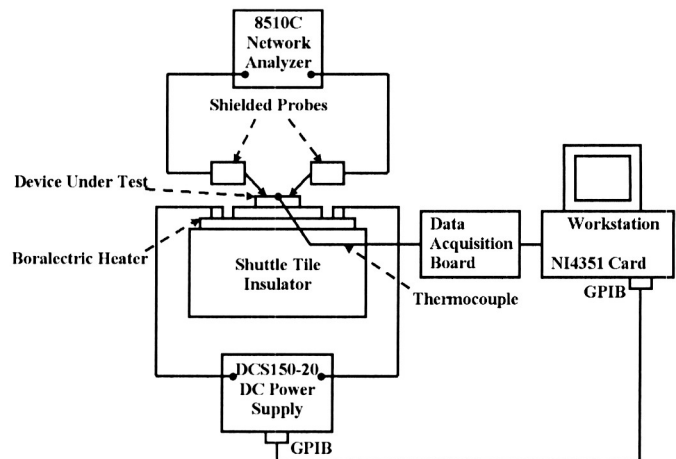 8510C
Network
Analyzer
Shielded Probes
Device Under Test
Boralectric Heater
Shuttle Tile
Insulator
Thermocouple
Data
Acquisition
Board
Workstation
NI4351 Card
GPIB
DCS150-20
DC Power
Supply
GPIB